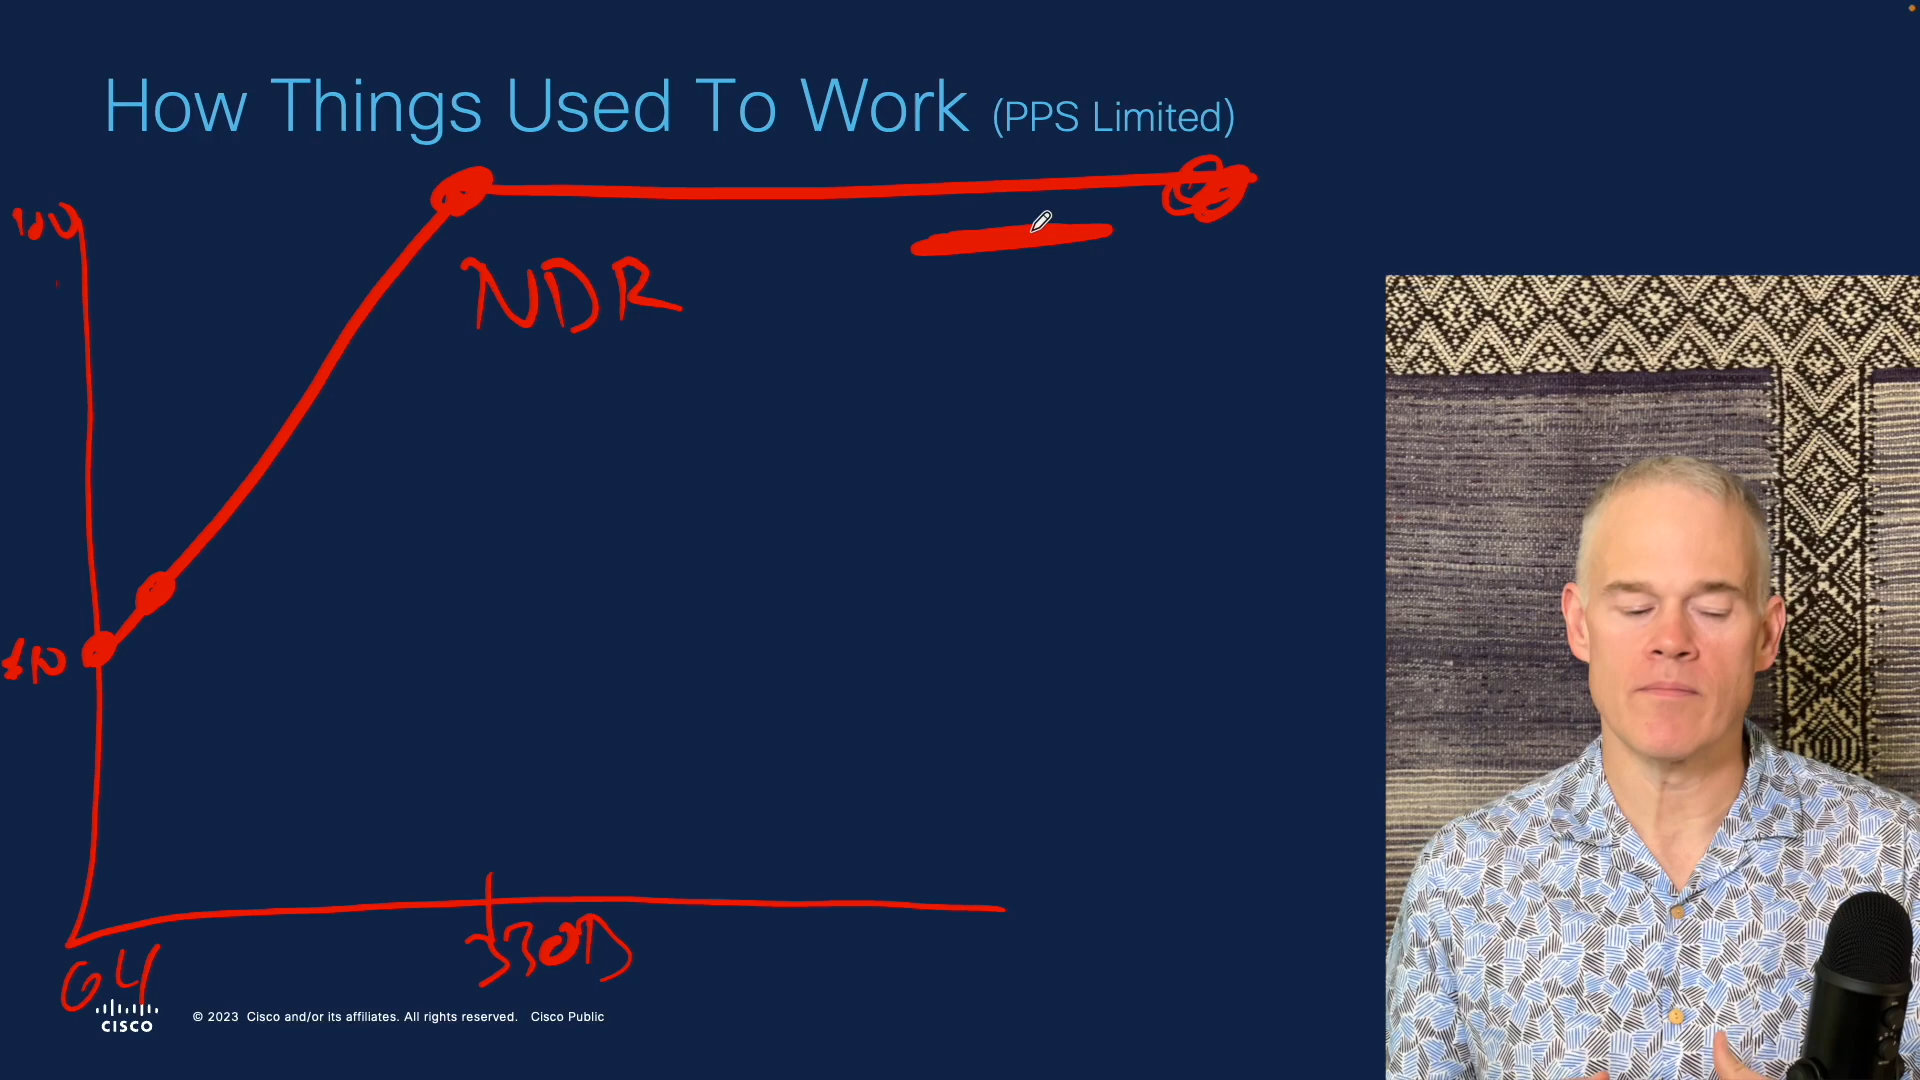 How Things Used To Work (PPS Limited)
100
NDR
330B
64
CISCO
© 2023 Cisco and/or its affiliates. All rights reserved. Cisco Public